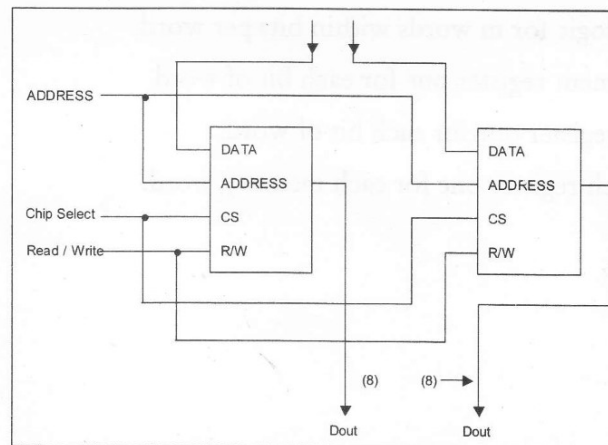 ADDRESS
Chip Select
Read / Write
DATA
ADDRESS
CS
R/W
DATA
ADDRESS
CS
R/W
(8)
(8)
Dout
Dout